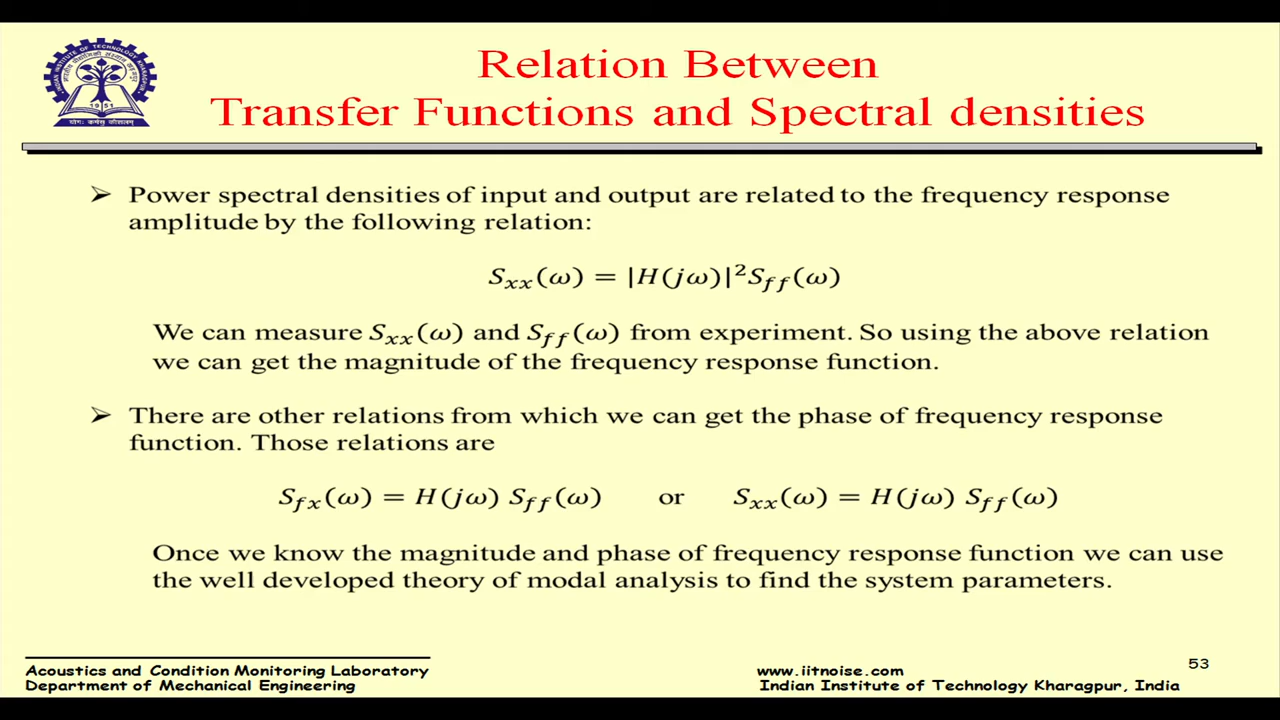 Relation Between
Transfer Functions and Spectral densities
➢ Power spectral densities of input and output are related to the frequency response
amplitude by the following relation:
S_xx(ω) = |H(jω)|²S_ff(ω)
We can measure S_xx(ω) and S_ff(ω) from experiment. So using the above relation
we can get the magnitude of the frequency response function.
➢ There are other relations from which we can get the phase of frequency response
function. Those relations are
S_fx(ω) = H(jω) S_ff(ω) or S_xx(ω) = H(jω) S_ff(ω)
Once we know the magnitude and phase of frequency response function we can use
the well developed theory of modal analysis to find the system parameters.
53
Acoustics and Condition Monitoring Laboratory
Department of Mechanical Engineering
www.iitnoise.com
Indian Institute of Technology Kharagpur, India
1951